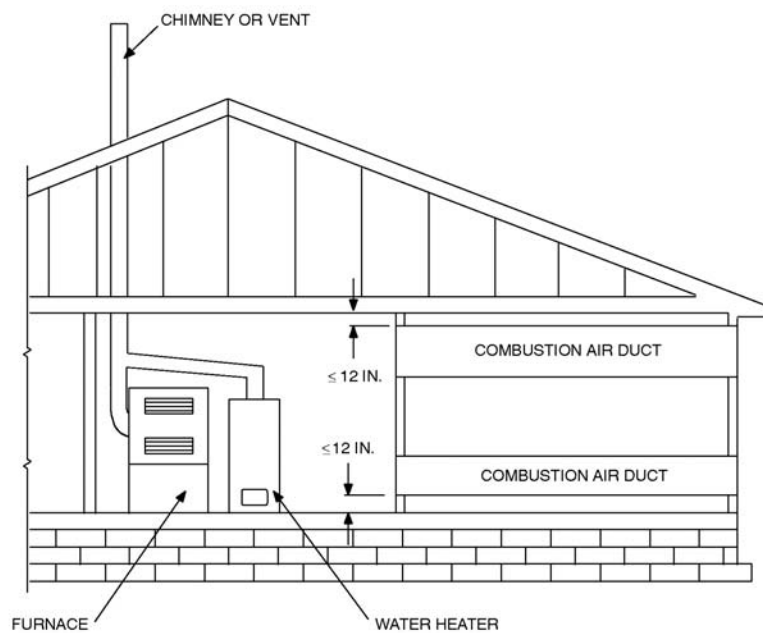 CHIMNEY OR VENT
COMBUSTION AIR DUCT
≤12 IN.
≤12 IN.
COMBUSTION AIR DUCT
FURNACE
WATER HEATER